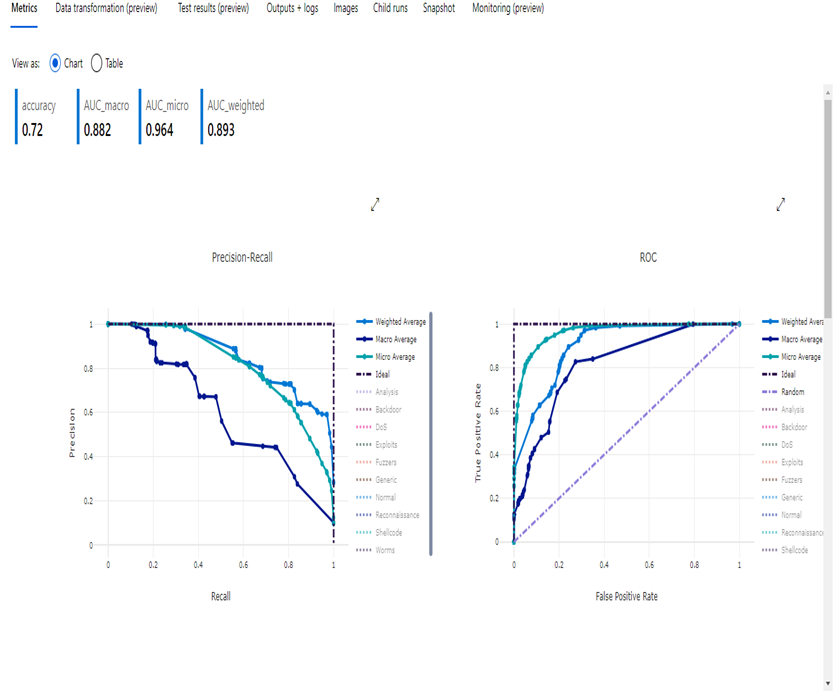 Metrics Data transformation (preview) Test results (preview) Outputs + logs Images Child runs Snapshot Monitoring (preview)
View as: Chart Table
accuracy AUC_macro AUC_micro AUC_weighted
0.72 0.882 0.964 0.893
Precision-Recall
1
0.8
0.6
0.4
0.2
0
Precision
0 0.2 0.4 0.6 0.8 1
Recall
Weighted Average
Macro Average
Micro Average
Ideal
Analysis
Backdoor
DoS
Exploits
Fuzzers
Generic
Normal
Reconnaissance
Shellcode
Worms
ROC
1
0.8
0.6
0.4
0.2
0
True Positive Rate
0 0.2 0.4 0.6 0.8 1
False Positive Rate
Weighted Avera
Macro Average
Micro Average
Ideal
Random
Analysis
Backdoor
DoS
Exploits
Fuzzers
Generic
Normal
Reconnaissance
Shellcode